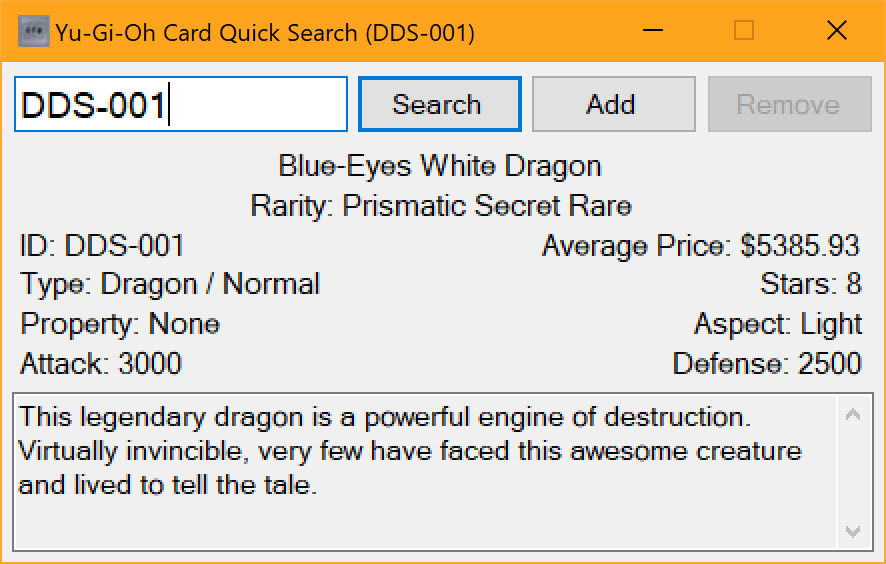 Yu-Gi-Oh Card Quick Search (DDS-001)
DDS-001 Search Add Remove
Blue-Eyes White Dragon
Rarity: Prismatic Secret Rare
ID: DDS-001 Average Price: $5385.93
Type: Dragon / Normal Stars: 8
Property: None Aspect: Light
Attack: 3000 Defense: 2500
This legendary dragon is a powerful engine of destruction.
Virtually invincible, very few have faced this awesome creature
and lived to tell the tale.